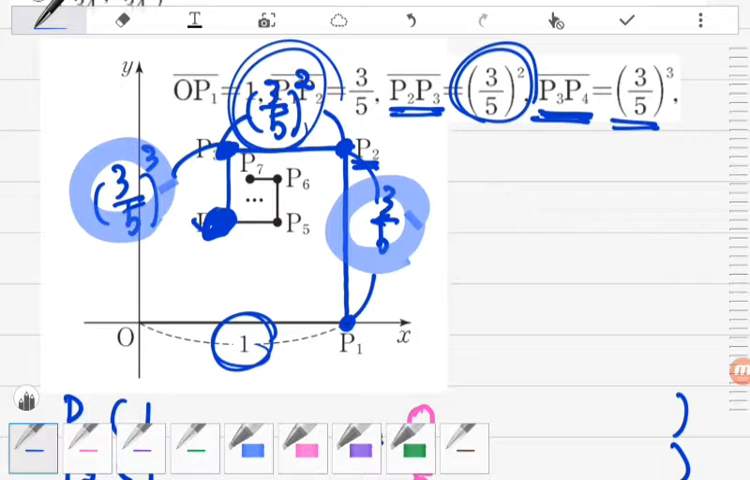 y
OP₁=1, P₁P₂=3/5, P₂P₃=(3/5)², P₃P₄=(3/5)³,
(3/5)²
P₂
P₇
P₆
(3/5)³
3/5
...
P₅
O
1
P₁
x
P (1
)
)
T